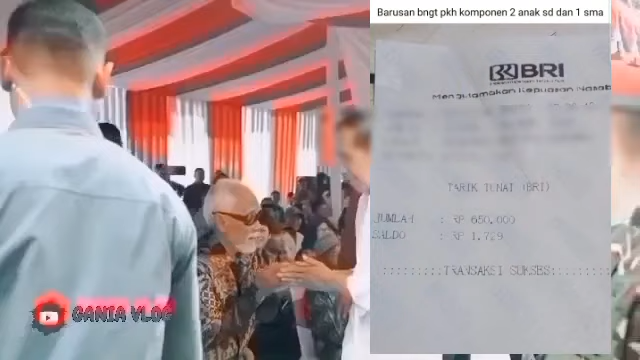 Barusan bngt pkh komponen 2 anak sd dan 1 sma
BRI
TARIK TUNAI (BRI)
JUMLAH : RP 650,000
SALDO : RP 1,729
TRANSAKSI SUKSES
GANIA VLOG